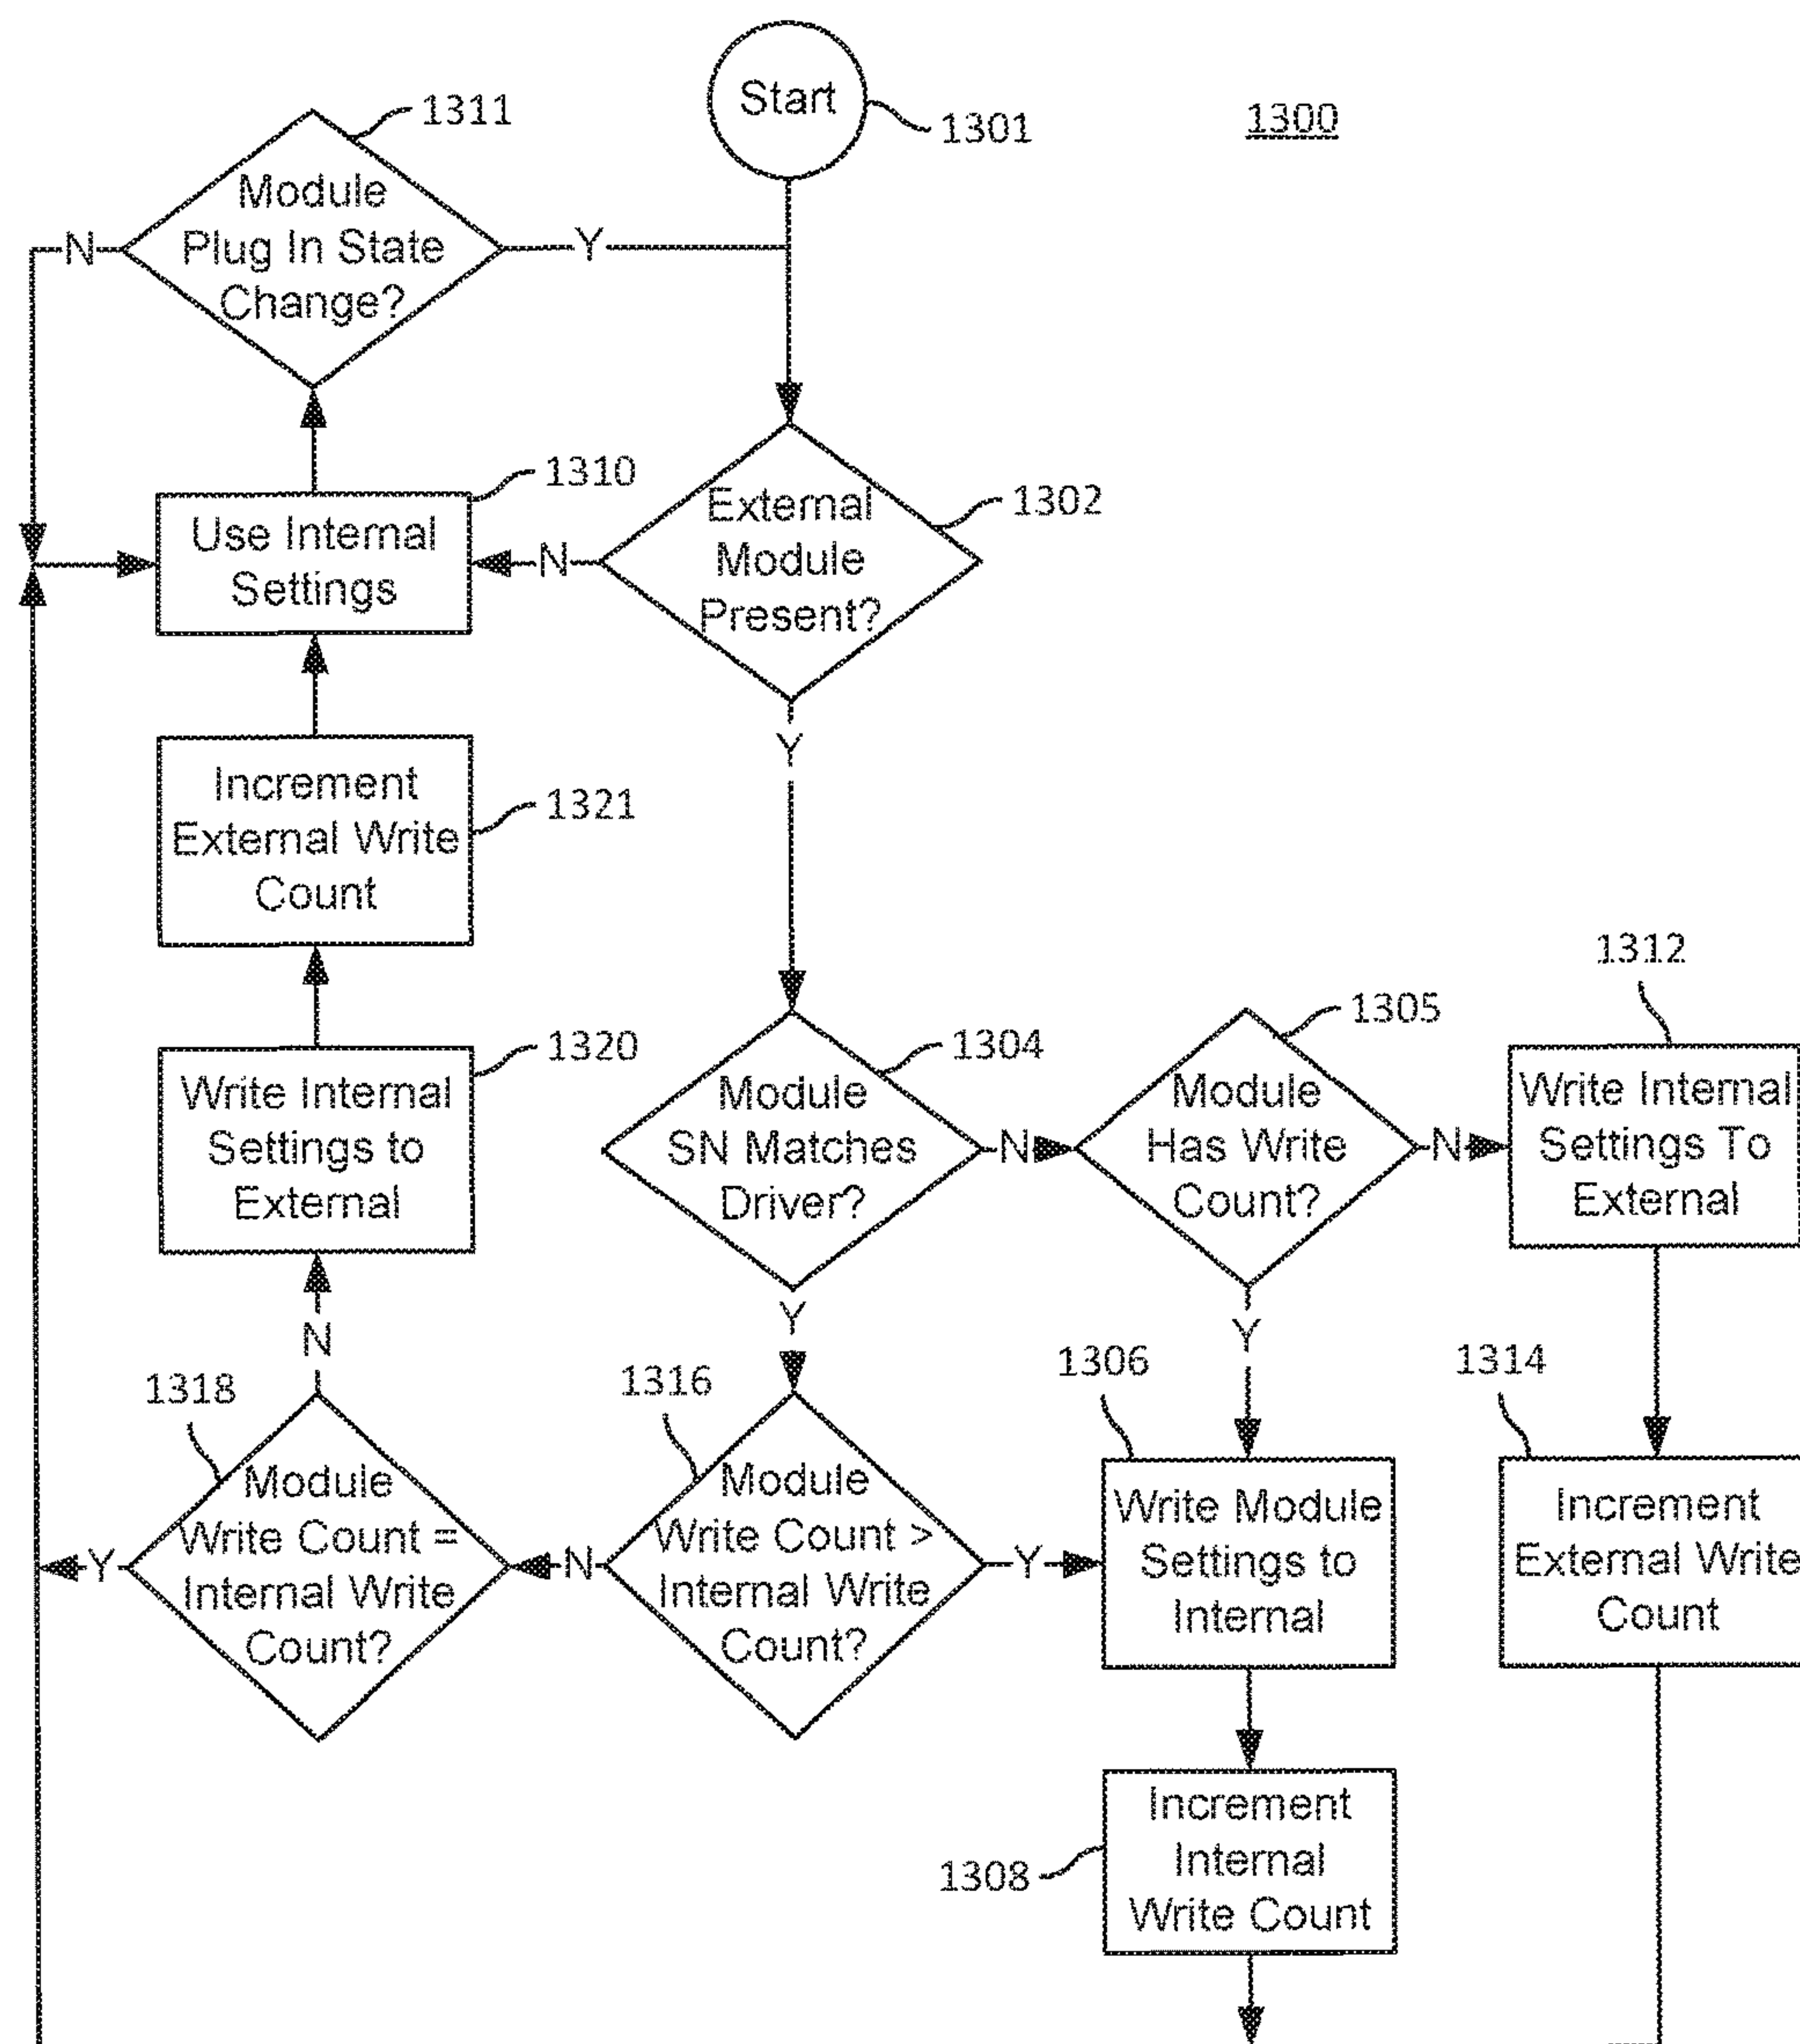 Start
1301
1300
1311
Module
Plug In State
Change?
N
Y
1310
Use Internal
Settings
1302
External
Module
Present?
N
Y
Increment
External Write
Count
1321
1320
Write Internal
Settings to
External
1304
Module
SN Matches
Driver?
N
Y
1305
Module
Has Write
Count?
N
Y
1312
Write Internal
Settings To
External
N
1318
Module
Write Count =
Internal Write
Count?
Y
1316
Module
Write Count >
Internal Write
Count?
N
Y
1306
Write Module
Settings to
Internal
1314
Increment
External Write
Count
1308
Increment
Internal
Write Count